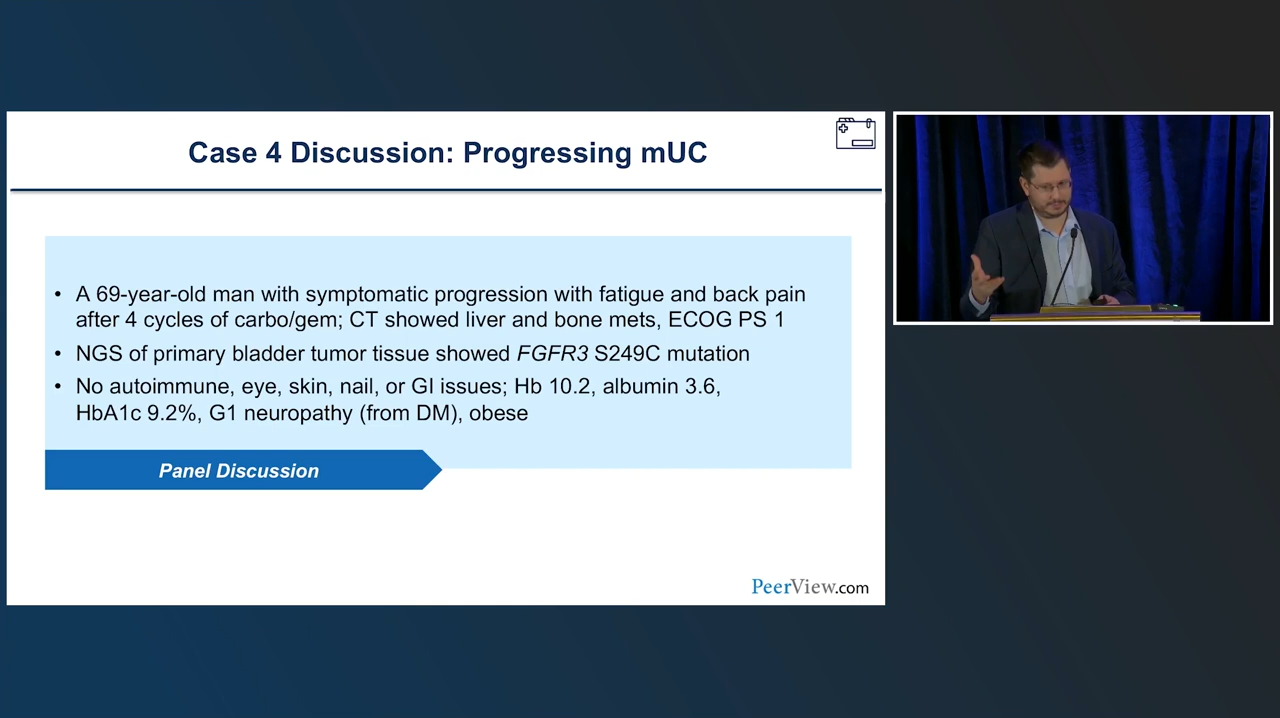 Case 4 Discussion: Progressing mUC
• A 69-year-old man with symptomatic progression with fatigue and back pain
after 4 cycles of carbo/gem; CT showed liver and bone mets, ECOG PS 1
• NGS of primary bladder tumor tissue showed FGFR3 S249C mutation
• No autoimmune, eye, skin, nail, or GI issues; Hb 10.2, albumin 3.6,
HbA1c 9.2%, G1 neuropathy (from DM), obese
Panel Discussion
PeerView.com